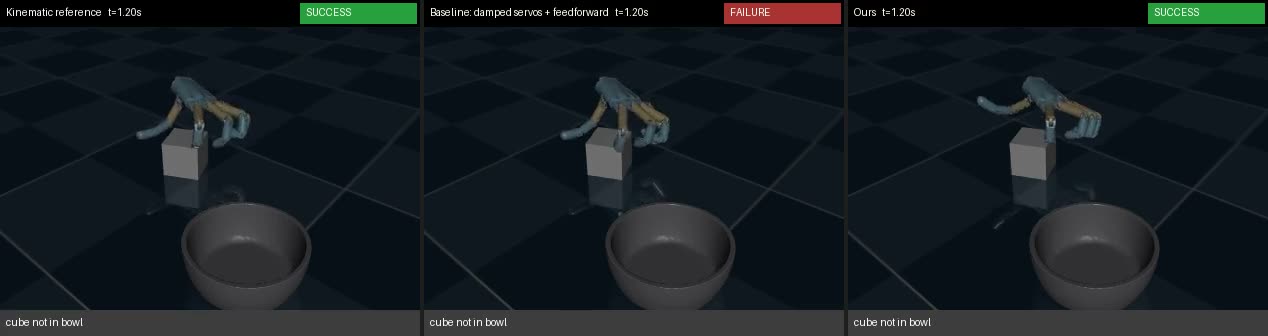 Kinematic reference t=1.20s
SUCCESS
Baseline: damped servos + feedforward t=1.20s
FAILURE
Ours t=1.20s
SUCCESS
cube not in bowl
cube not in bowl
cube not in bowl